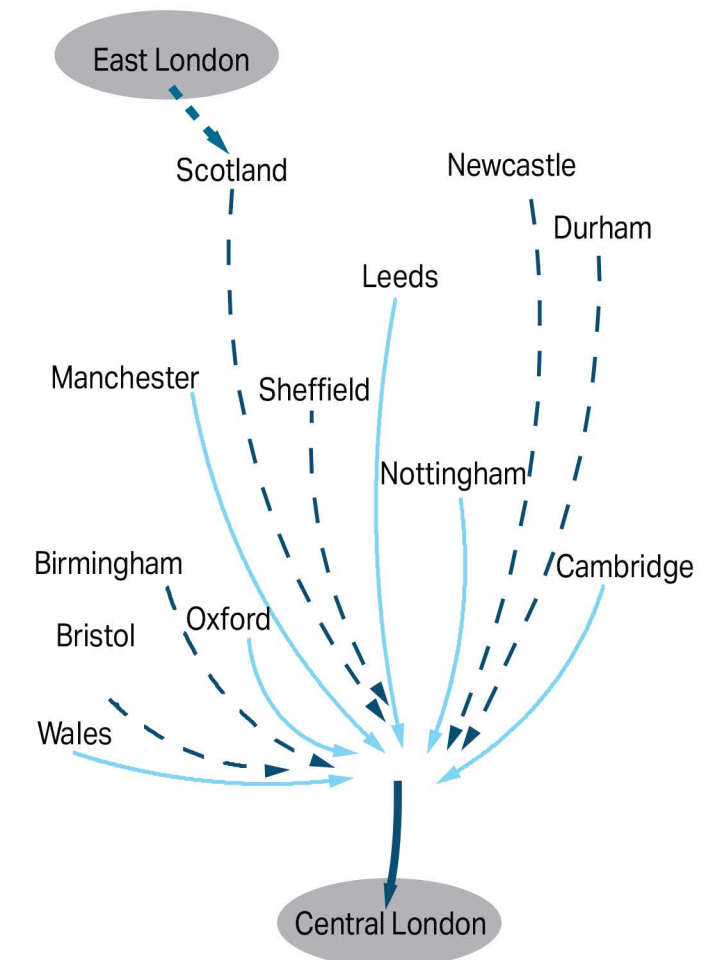 East London
Scotland
Newcastle
Durham
Leeds
Manchester
Sheffield
Nottingham
Birmingham
Cambridge
Oxford
Bristol
Wales
Central London